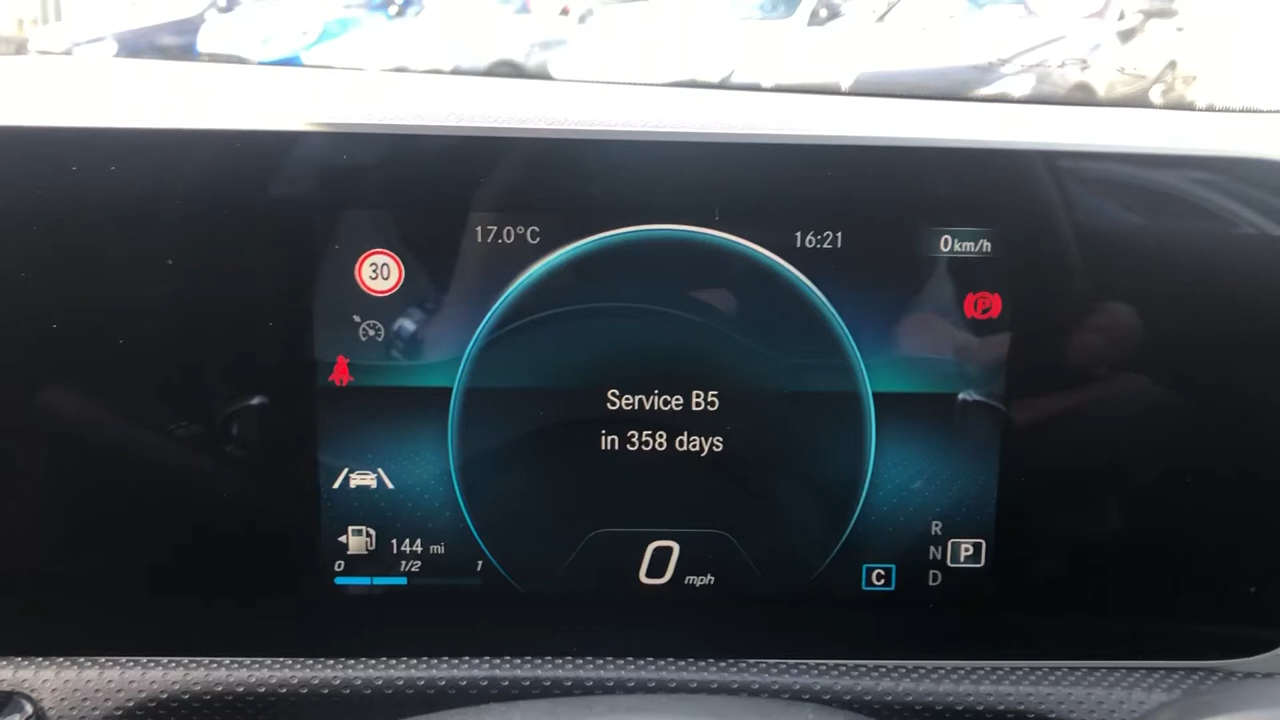 17.0°C
16:21
0 km/h
30
P
Service B5
in 358 days
144 mi
0 1/2 1
0 mph
C
R
N P
D